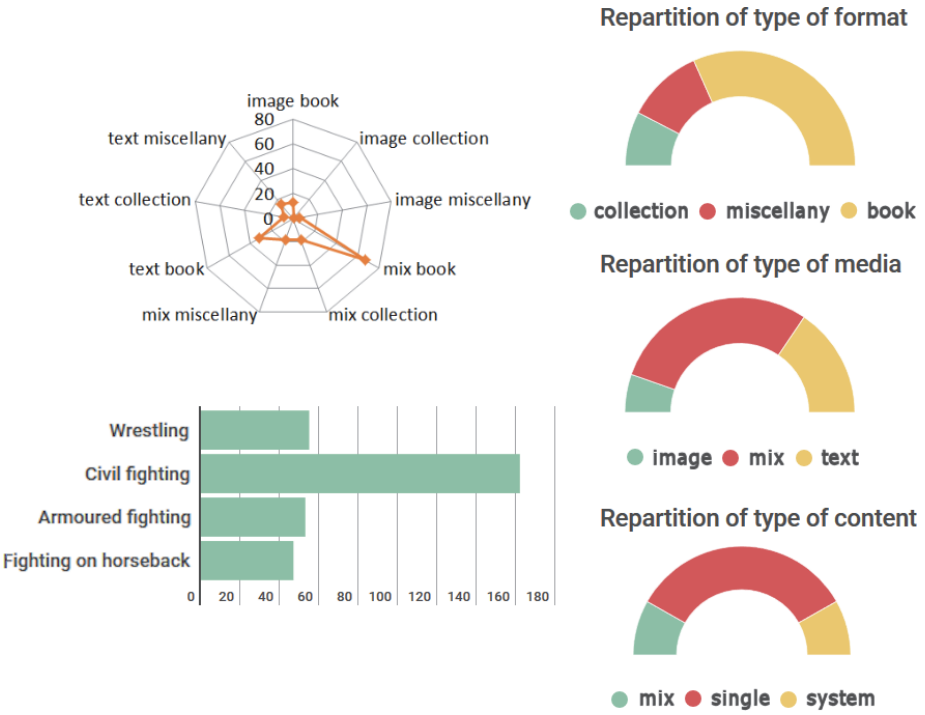 image book
80
text miscellany
60
image collection
40
text collection
20
image miscellany
0
text book
mix book
mix miscellany
mix collection
Wrestling
Civil fighting
Armoured fighting
Fighting on horseback
0 20 40 60 80 100 120 140 160 180
Repartition of type of format
collection miscellany book
Repartition of type of media
image mix text
Repartition of type of content
mix single system